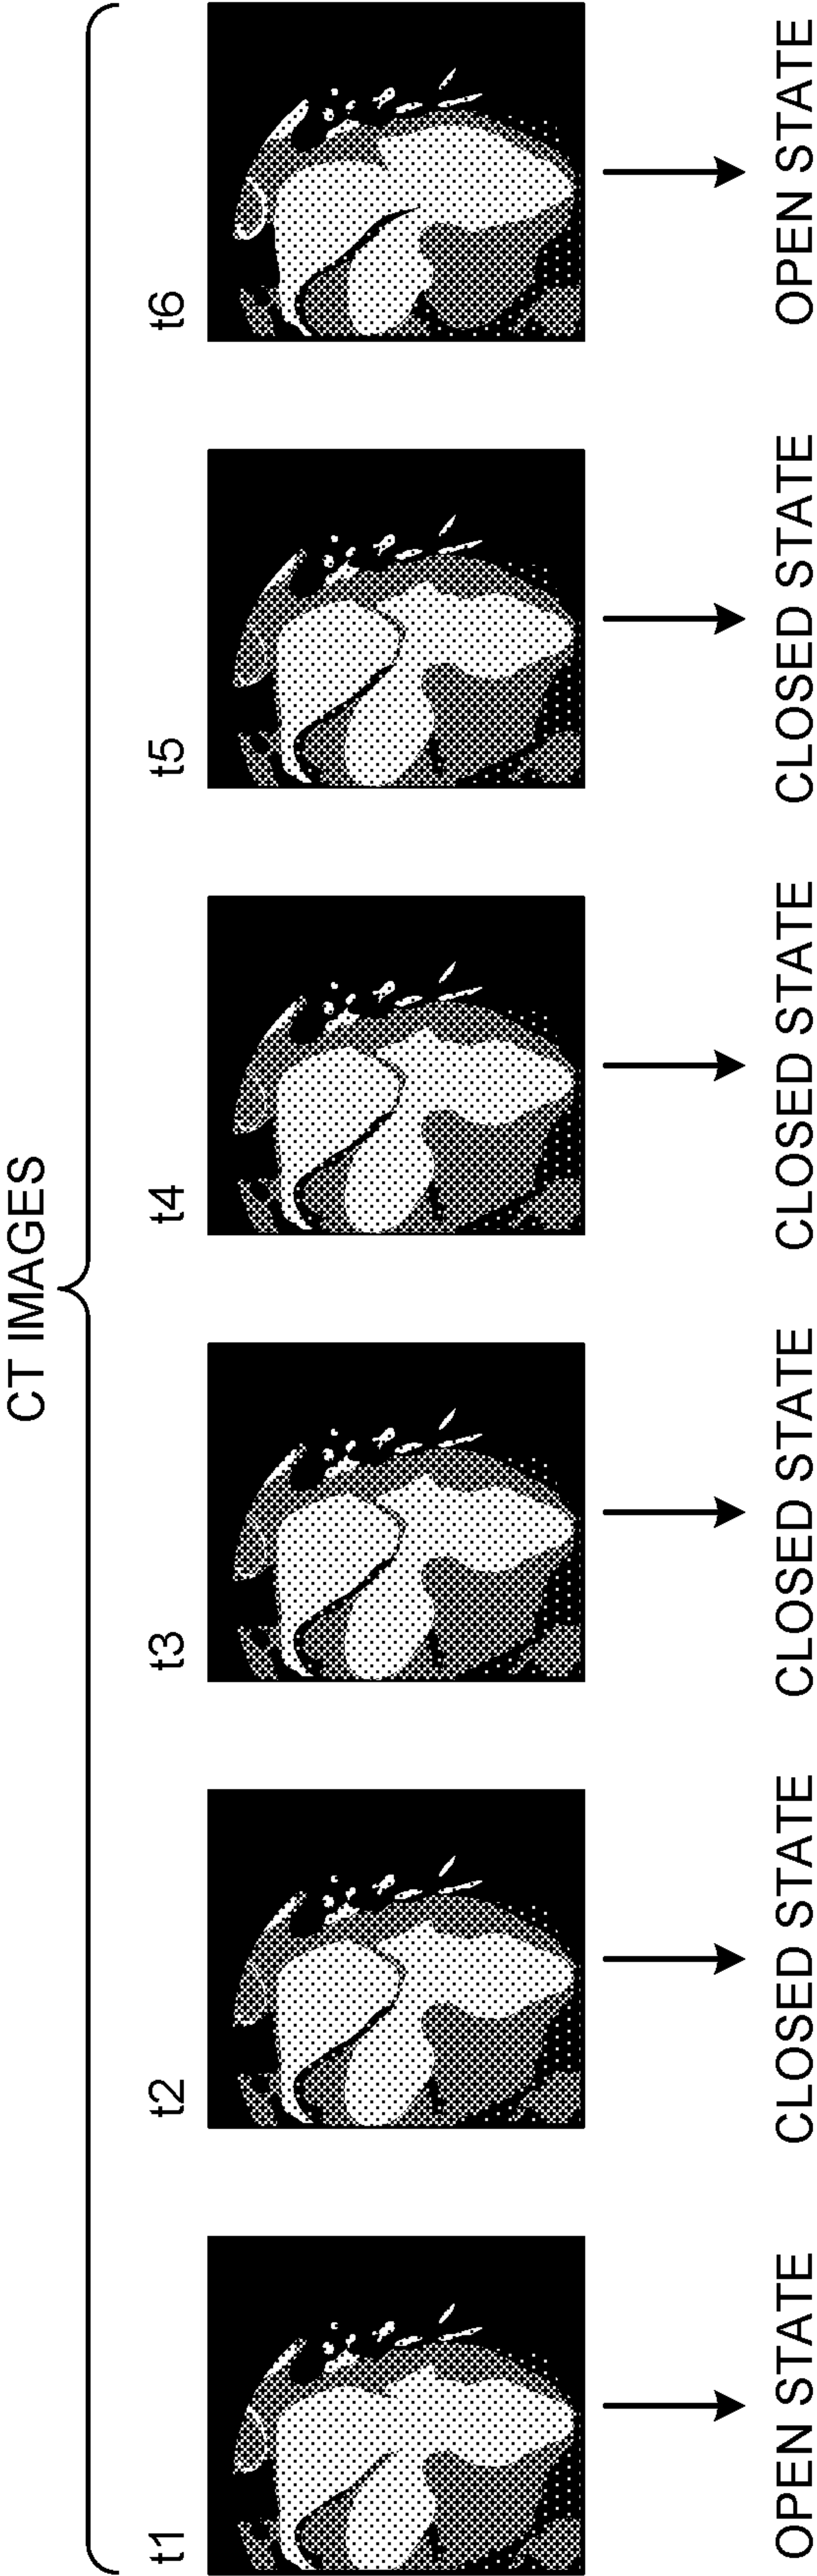 CT IMAGES
t1 t2 t3 t4 t5 t6
OPEN STATE CLOSED STATE CLOSED STATE CLOSED STATE CLOSED STATE OPEN STATE